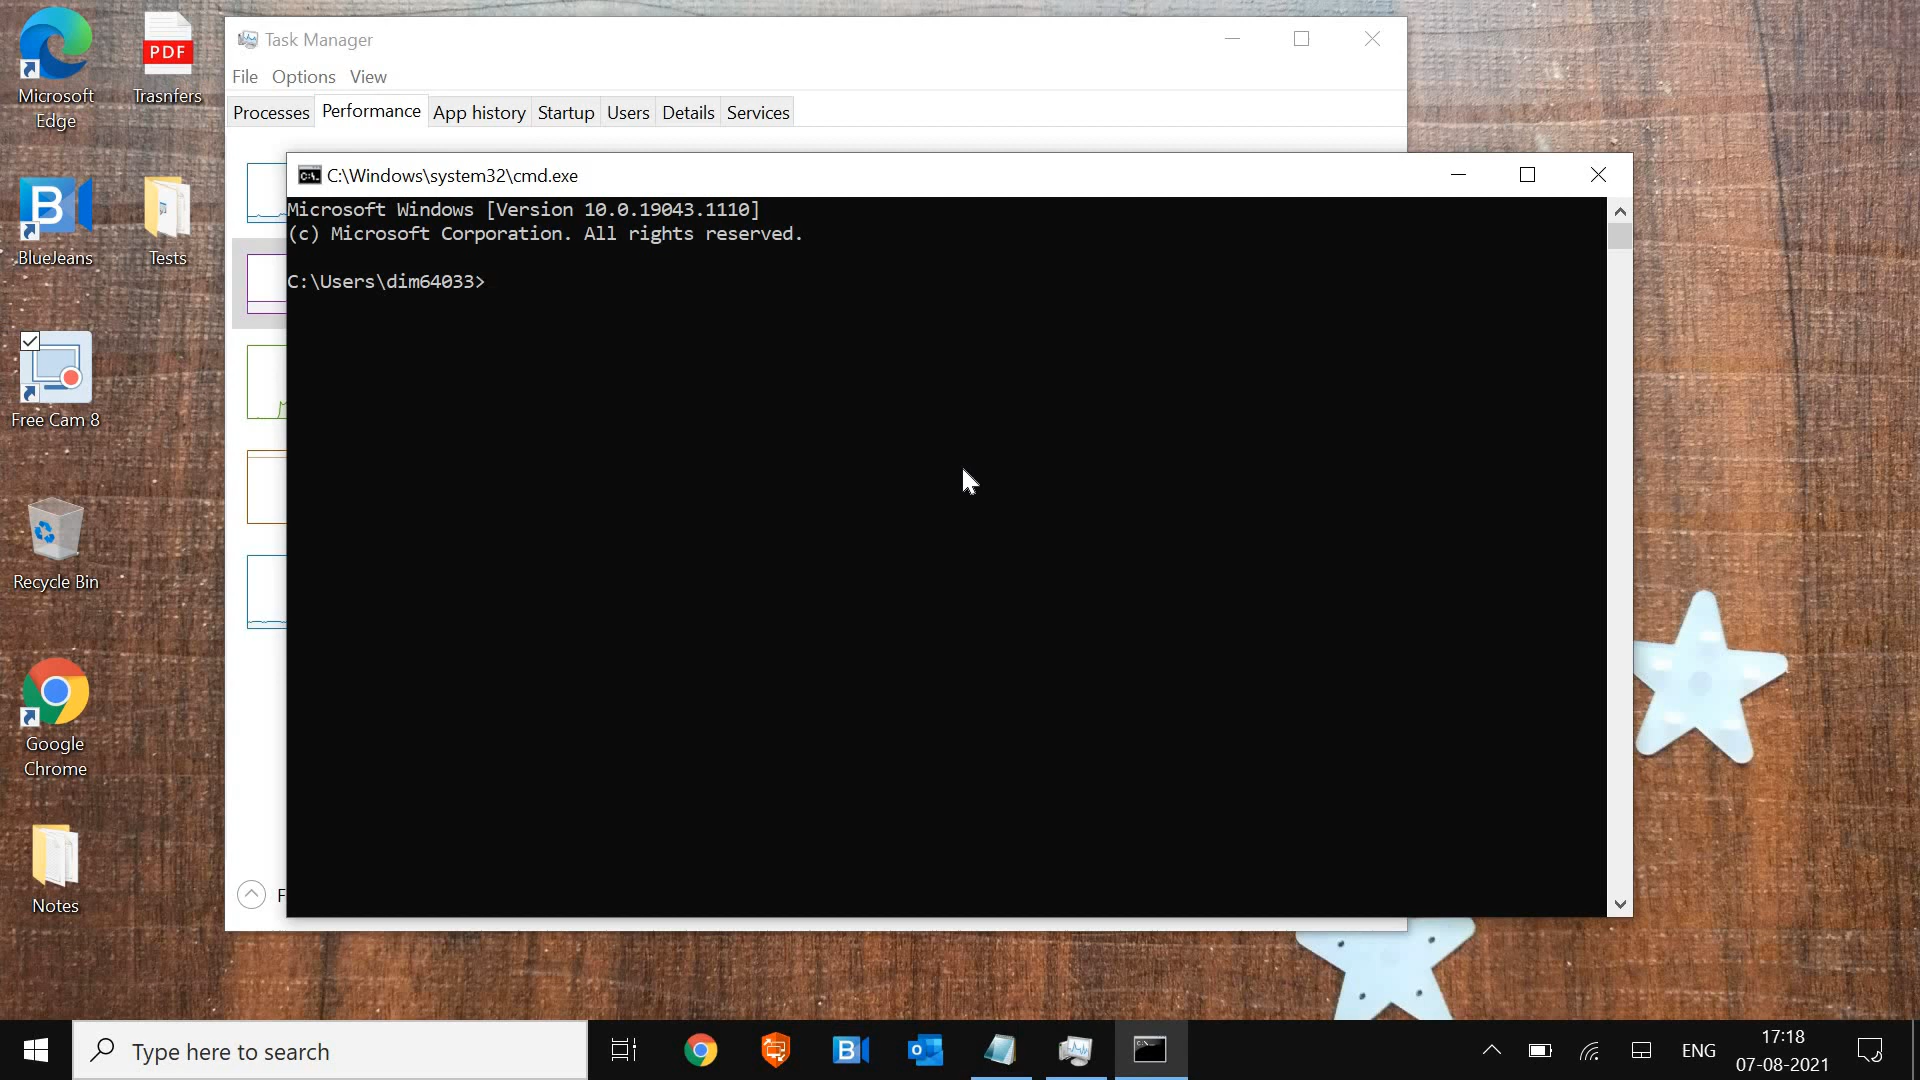 Microsoft
Edge
PDF
Trasnfers
B
BlueJeans
Tests
Free Cam 8
Recycle Bin
Google
Chrome
Notes
Task Manager
File Options View
Processes Performance App history Startup Users Details Services
F
C:\Windows\system32\cmd.exe
Microsoft Windows [Version 10.0.19043.1110]
(c) Microsoft Corporation. All rights reserved.
C:\Users\dim64033>
Type here to search
B
ENG
17:18
07-08-2021